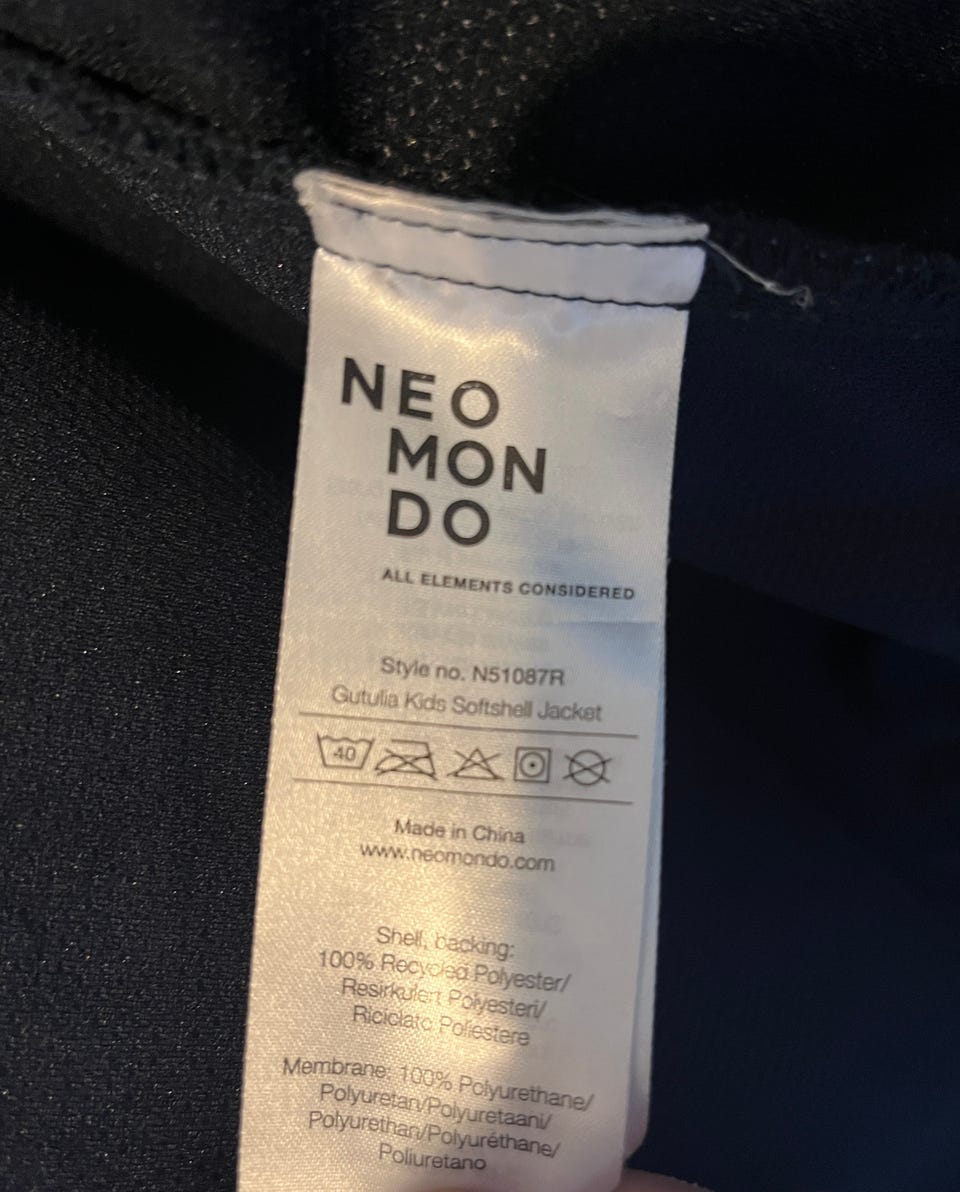 NEO
MON
DO
ALL ELEMENTS CONSIDERED
Style no. N51087R
Gutulia Kids Softshell Jacket
40
Made in China
www.neomondo.com
Shell, backing:
100% Recycled Polyester/
Resirkulert Polyesteri/
Riciclato Poliestere
Membrane: 100% Polyurethane/
Polyuretan/Polyuretaani/
Polyurethan/Polyuréthane/
Poliuretano